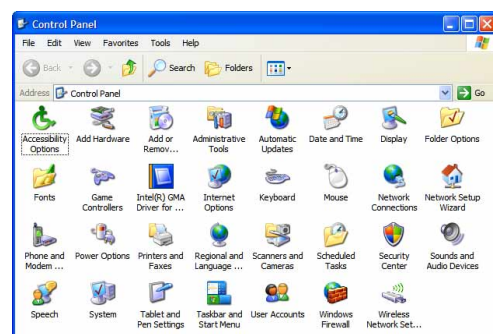 Control Panel
File Edit View Favorites Tools Help
Back Search Folders
Address Control Panel Go
Accessibility Options
Add Hardware
Add or Remov...
Administrative Tools
Automatic Updates
Date and Time
Display
Folder Options
Fonts
Game Controllers
Intel(R) GMA Driver for ...
Internet Options
Keyboard
Mouse
Network Connections
Network Setup Wizard
Phone and Modem ...
Power Options
Printers and Faxes
Regional and Language ...
Scanners and Cameras
Scheduled Tasks
Security Center
Sounds and Audio Devices
Speech
System
Tablet and Pen Settings
Taskbar and Start Menu
User Accounts
Windows Firewall
Wireless Network Set...